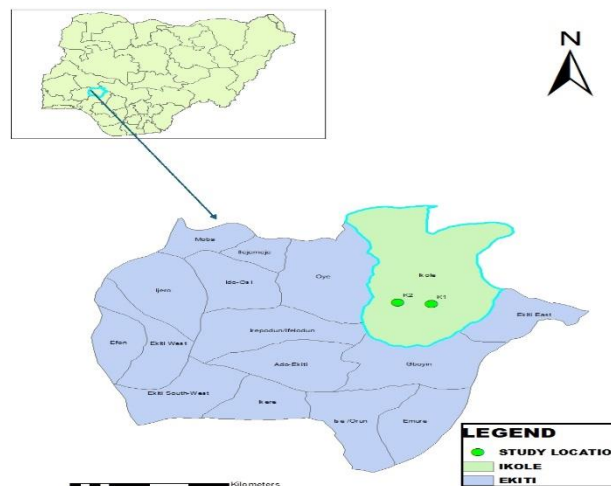 N
Moba
Ilejemeje
Oye
Ikole
Ijero
Ido-Osi
K2
K1
Ekiti East
Irepodun/Ifelodun
Efon
Ekiti West
Ado-Ekiti
Gboyin
Ekiti South-West
Ikere
Ise /Orun
Emure
LEGEND
STUDY LOCATIO
IKOLE
EKITI
Kilometers